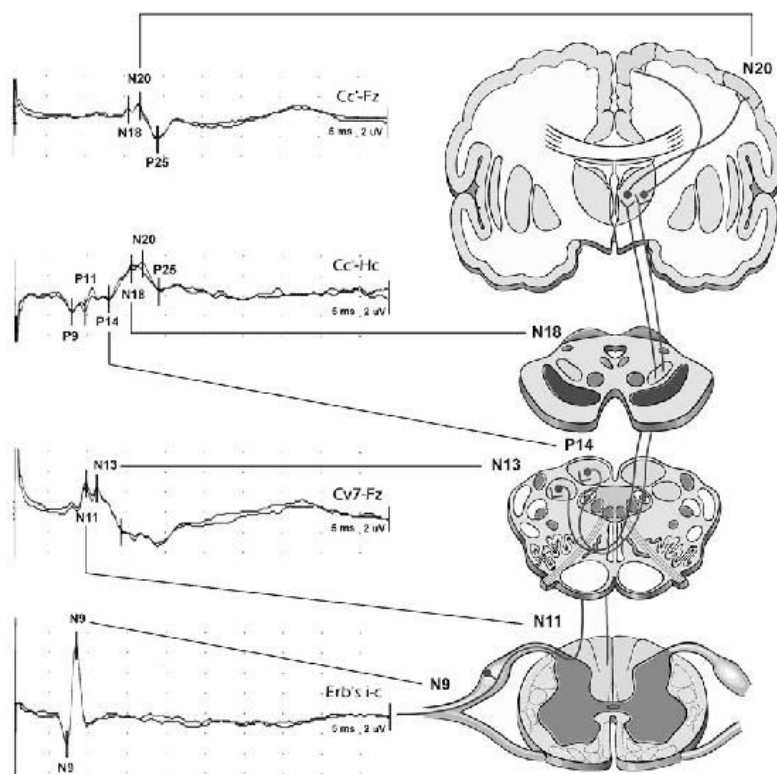 N20
N20
Cc'-Fz
N18
5 ms , 2 uV
P25
N20
Cc'-Hc
P11
P25
N18
5 ms , 2 uV
P9
P14
N18
P14
N13
N13
Cv7-Fz
N11
5 ms , 2 uV
N11
N9
N9
Erb's i-c
5 ms , 2 uV
N9